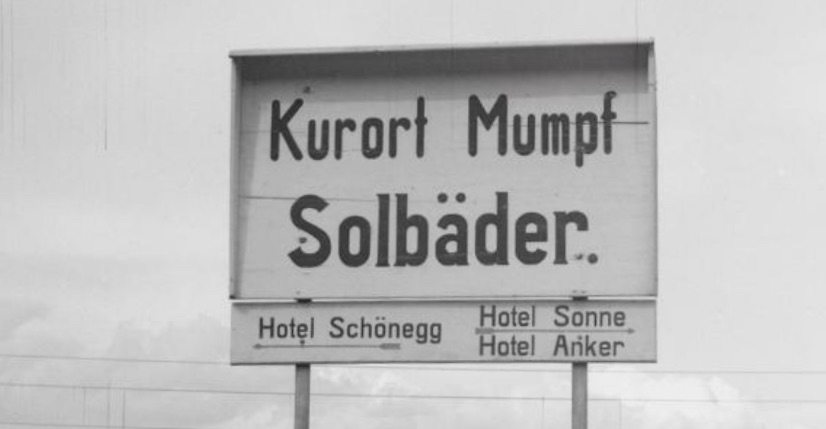 Kurort Mumpf
Solbäder.
Hotel Schönegg
Hotel Sonne
Hotel Anker